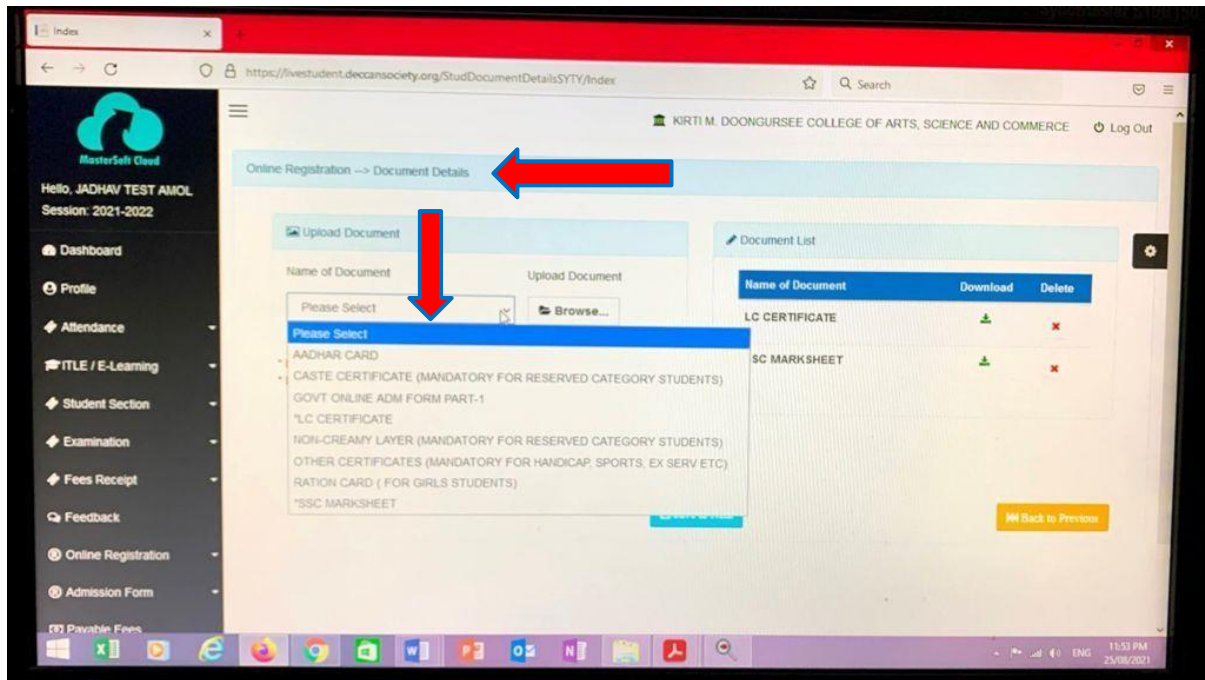 Index
https://livestudent.deccansociety.org/StudDocumentDetailsSYTY/Index
Search
MasterSoft Cloud
KIRTI M. DOONGURSEE COLLEGE OF ARTS, SCIENCE AND COMMERCE
Log Out
Hello, JADHAV TEST AMOL
Session: 2021-2022
Online Registration --> Document Details
Dashboard
Profile
Attendance
ITLE / E-Learning
Student Section
Examination
Fees Receipt
Feedback
Online Registration
Admission Form
Payable Fees
Upload Document
Name of Document
Upload Document
Please Select
Browse...
Please Select
AADHAR CARD
CASTE CERTIFICATE (MANDATORY FOR RESERVED CATEGORY STUDENTS)
GOVT ONLINE ADM FORM PART-1
*LC CERTIFICATE
NON-CREAMY LAYER (MANDATORY FOR RESERVED CATEGORY STUDENTS)
OTHER CERTIFICATES (MANDATORY FOR HANDICAP, SPORTS, EX SERV ETC)
RATION CARD ( FOR GIRLS STUDENTS)
*SSC MARKSHEET
Document List
Name of Document Download Delete
LC CERTIFICATE
SC MARKSHEET
Back to Previous
ENG
11:53 PM
25/08/2021